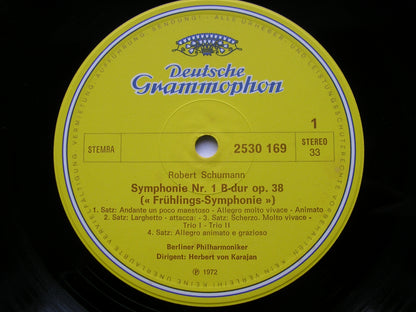 Deutsche
Grammophon
STEMRA
2530 169
1
STEREO
33
Robert Schumann
Symphonie Nr. 1 B-dur op. 38
(« Frühlings-Symphonie »)
1. Satz: Andante un poco maestoso - Allegro molto vivace - Animato
2. Satz: Larghetto - attacca: - 3. Satz: Scherzo. Molto vivace -
Trio I - Trio II
4. Satz: Allegro animato e grazioso
Berliner Philharmoniker
Dirigent: Herbert von Karajan
℗ 1972